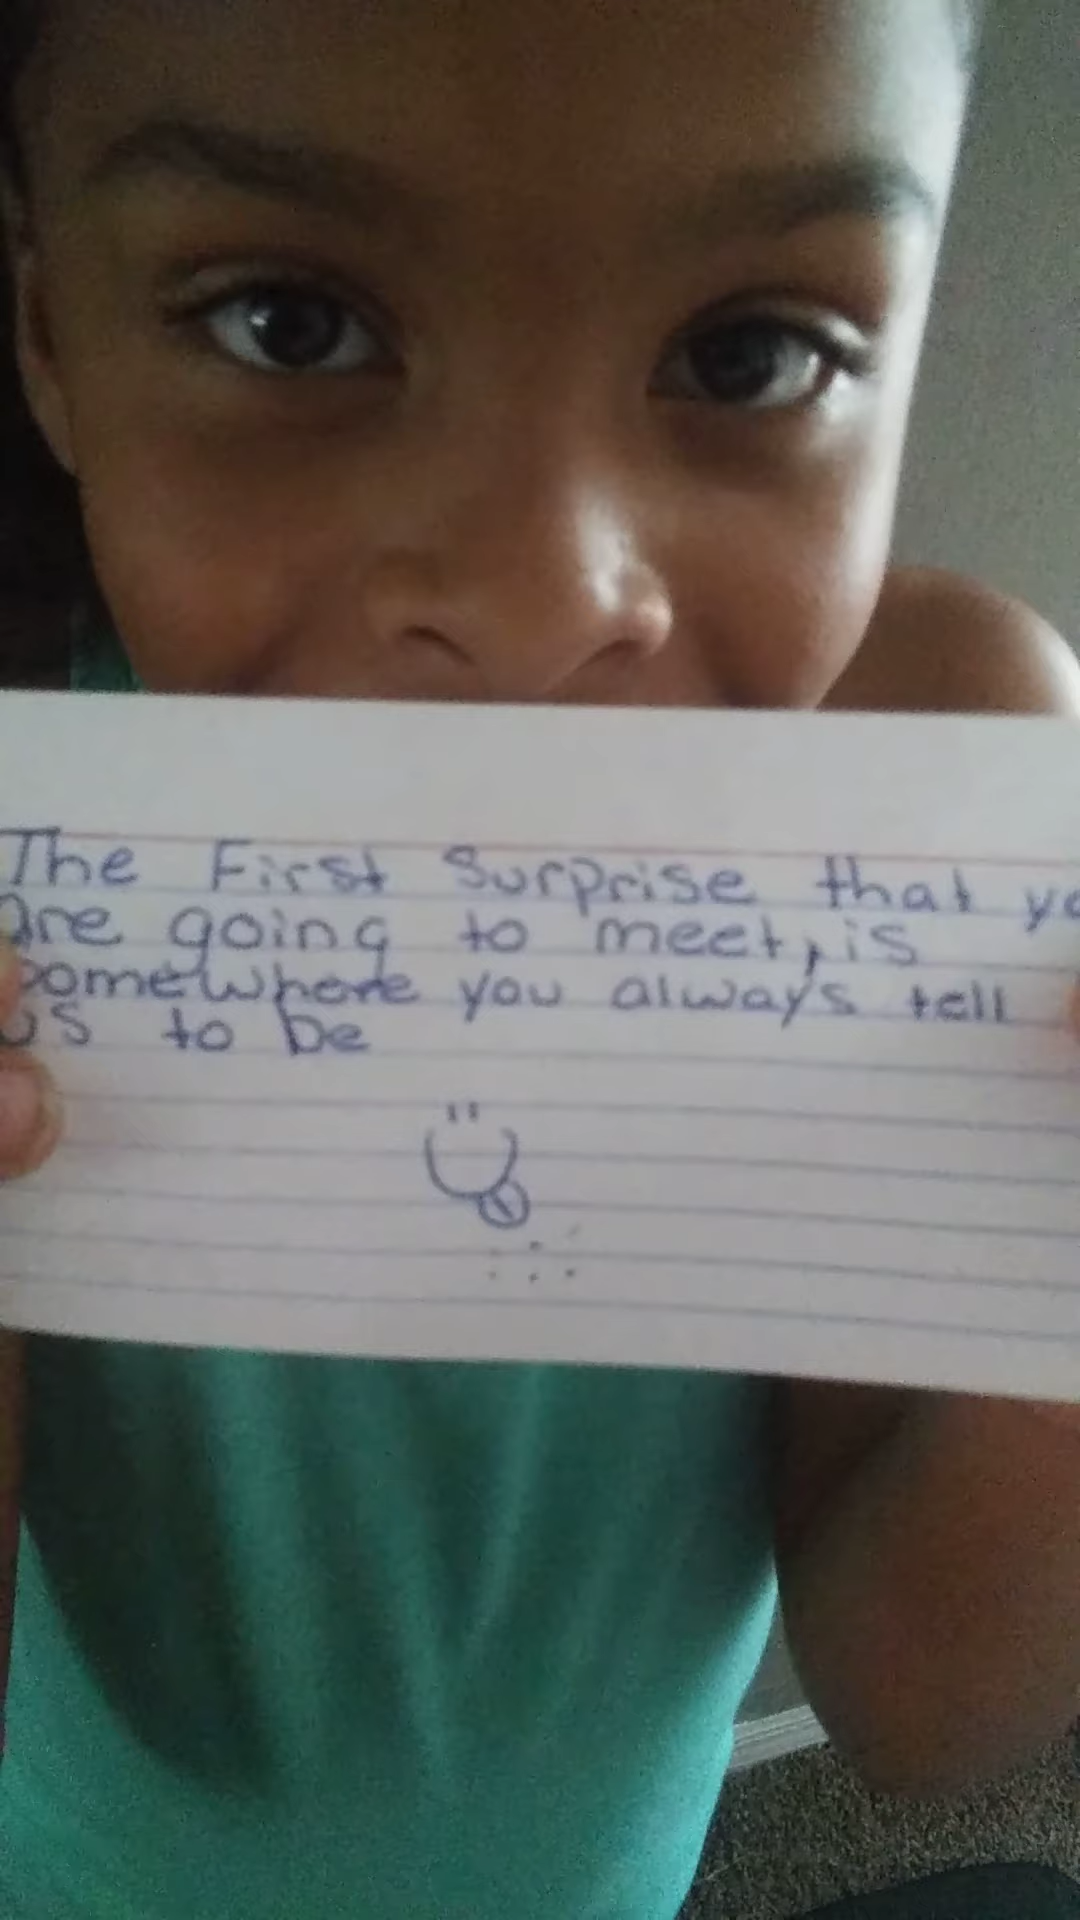 The First Surprise that yo
are going to meet, is
somewhere you always tell
us to be